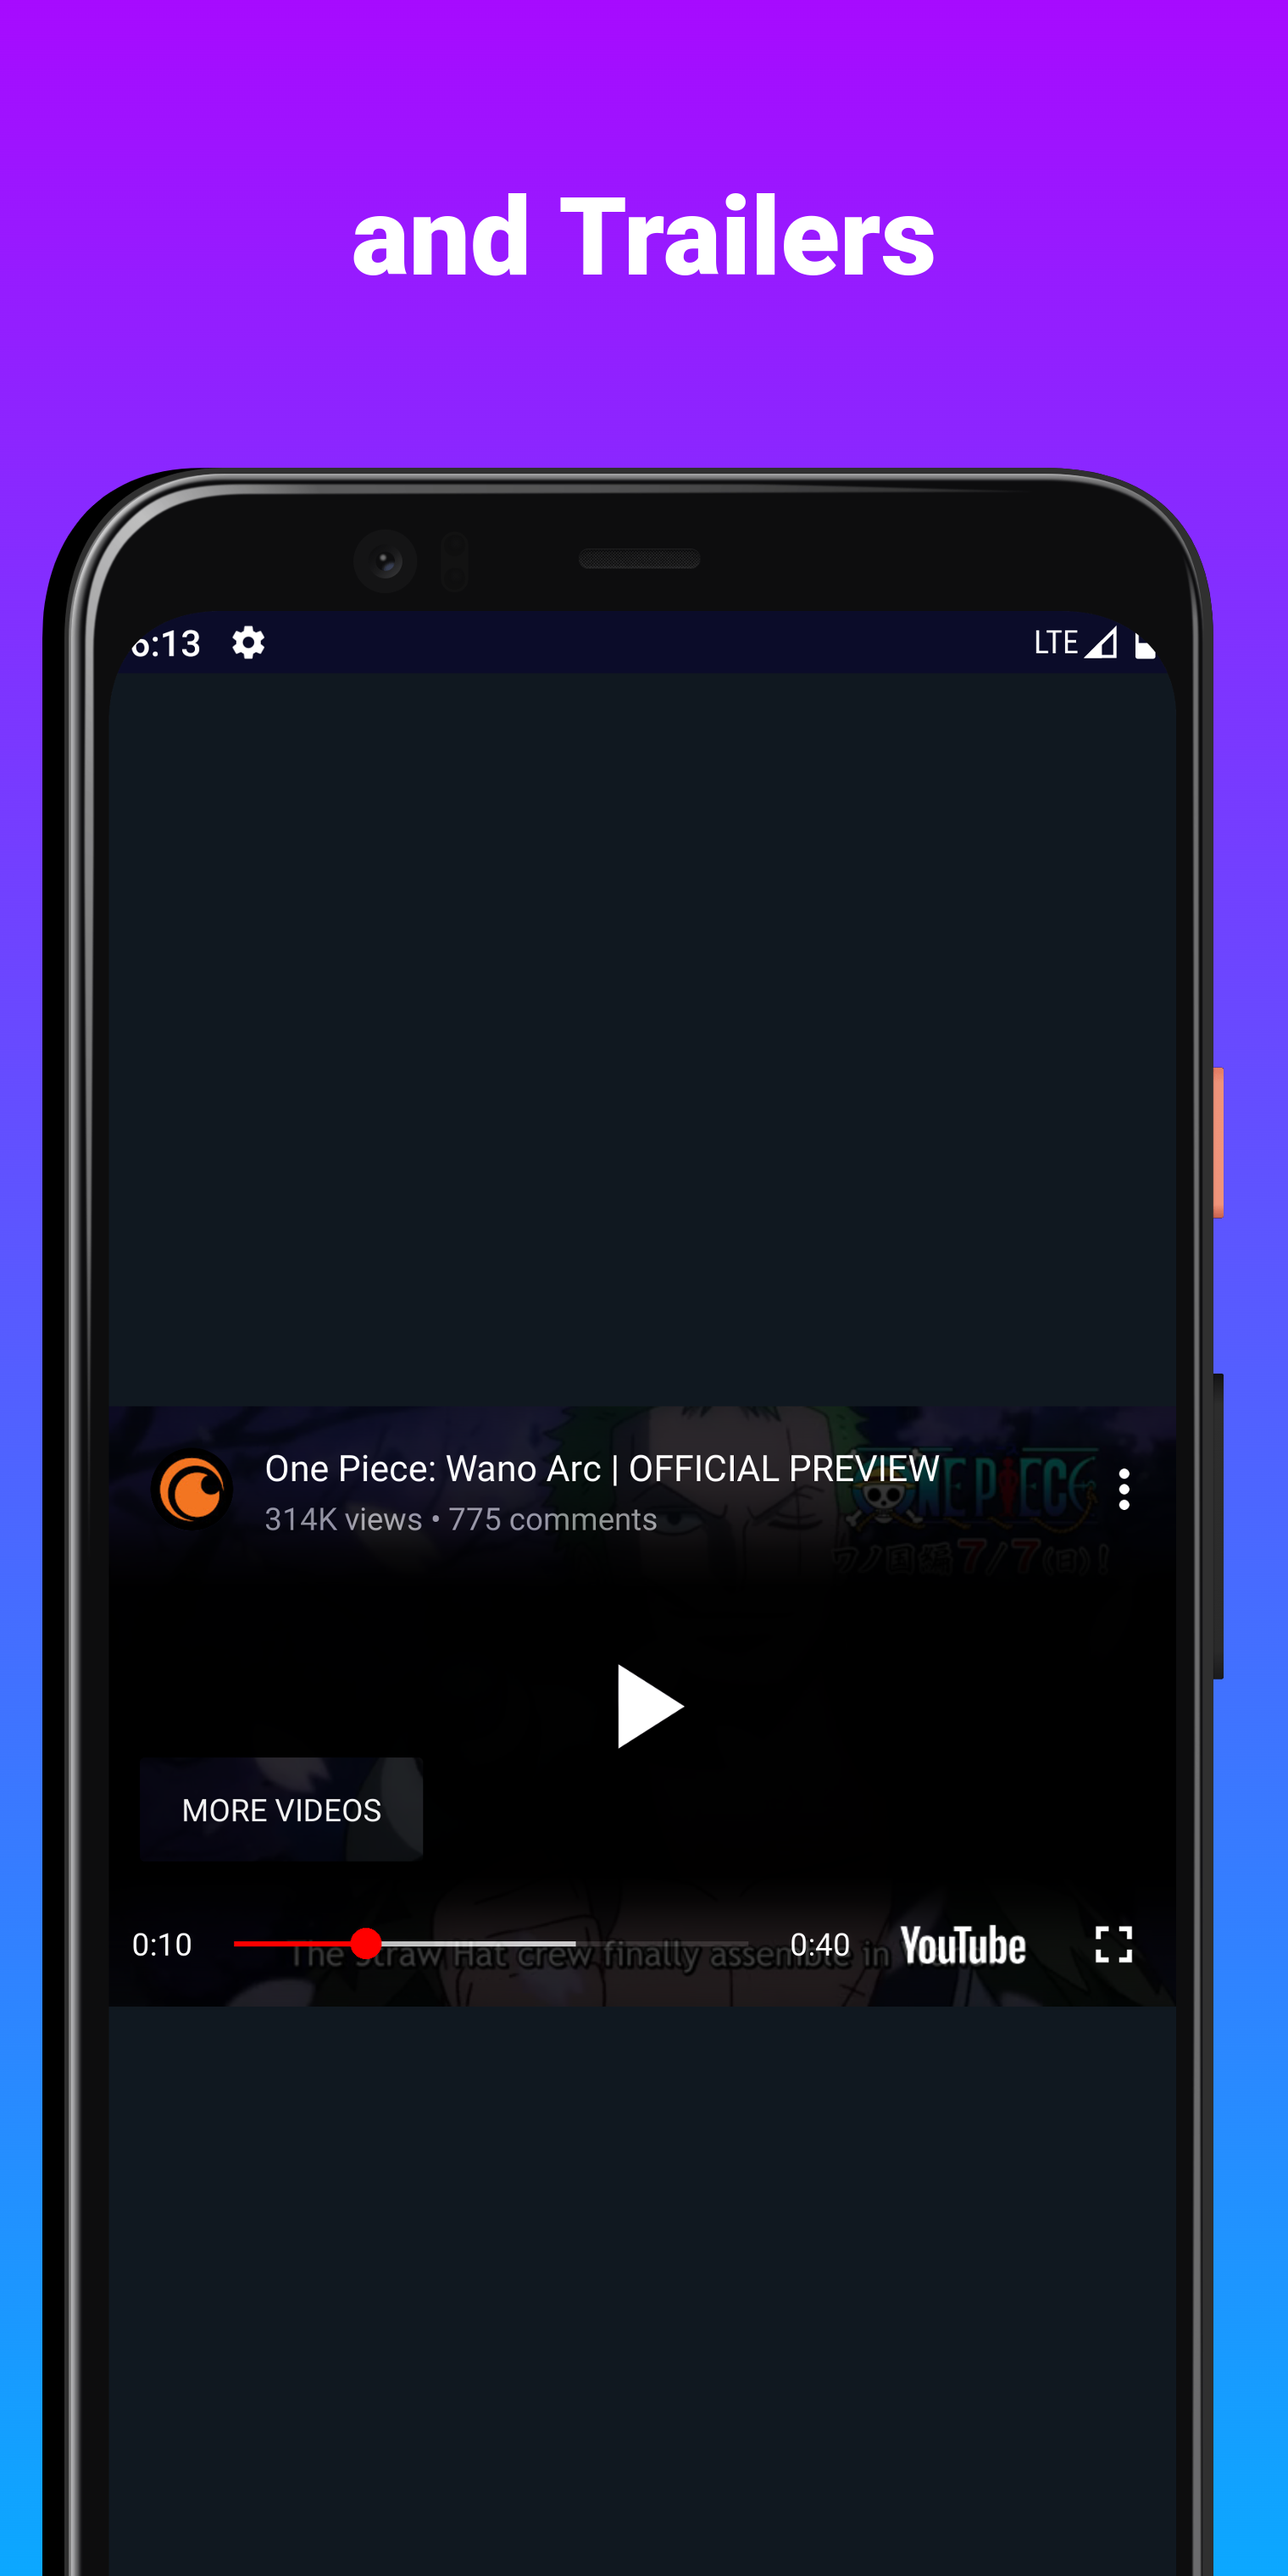 and Trailers
6:13
LTE
One Piece: Wano Arc | OFFICIAL PREVIEW
314K views • 775 comments
ONE PIECE
ワノ国編 7/7(日)!
MORE VIDEOS
0:10
0:40
YouTube
The Straw Hat crew finally assemble in